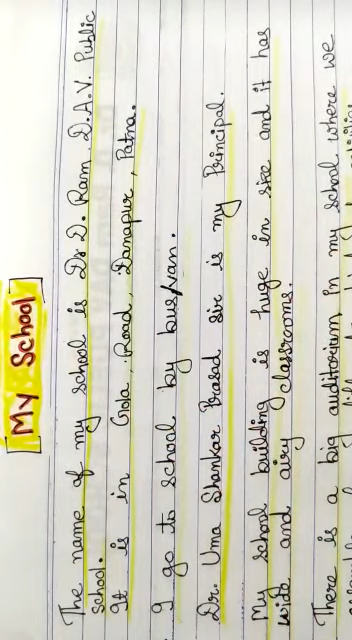 [My School]
The name of my school is Dr D. Ram D.A.V. Public
school.
It is in Gola Road, Danapur, Patna.
I go to school by bus/van.
Dr. Uma Shankar Prasad sir is my Principal.
My school building is huge in size and it has
wide and airy classrooms.
There is a big auditorium in my school where we